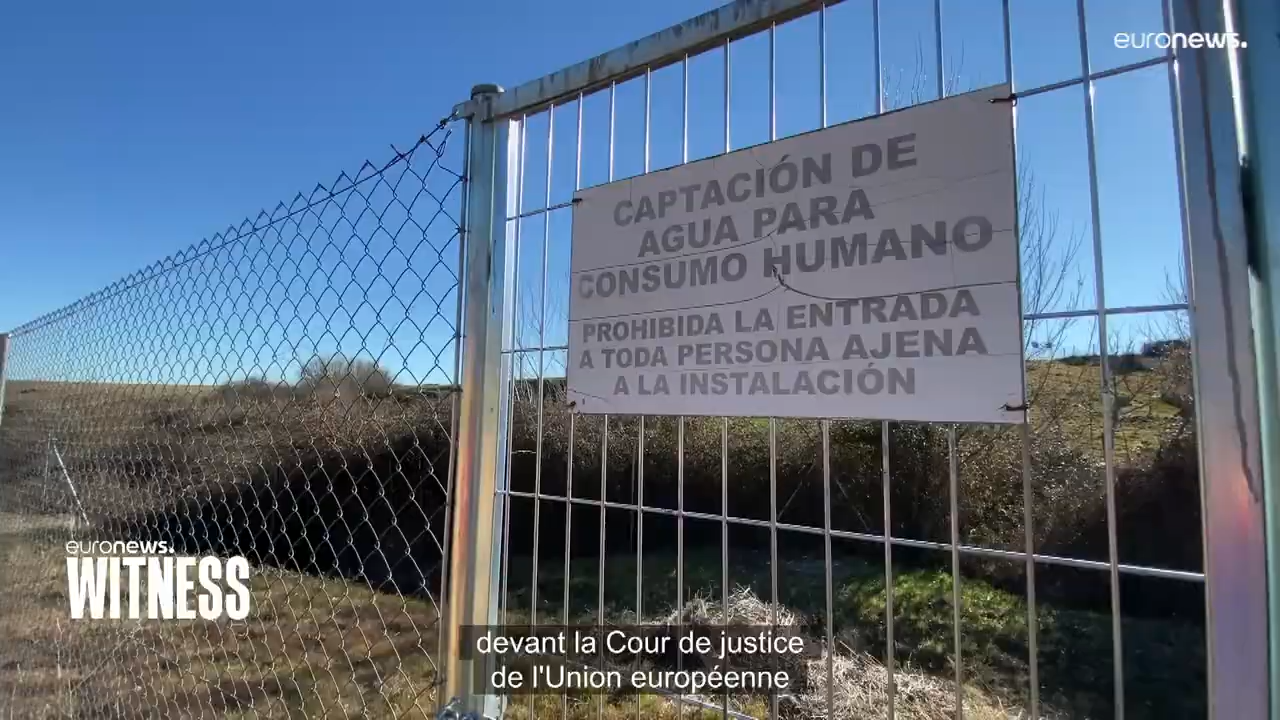 euronews.
CAPTACIÓN DE
AGUA PARA
CONSUMO HUMANO
PROHIBIDA LA ENTRADA
A TODA PERSONA AJENA
A LA INSTALACIÓN
euronews.
WITNESS
devant la Cour de justice
de l'Union européenne